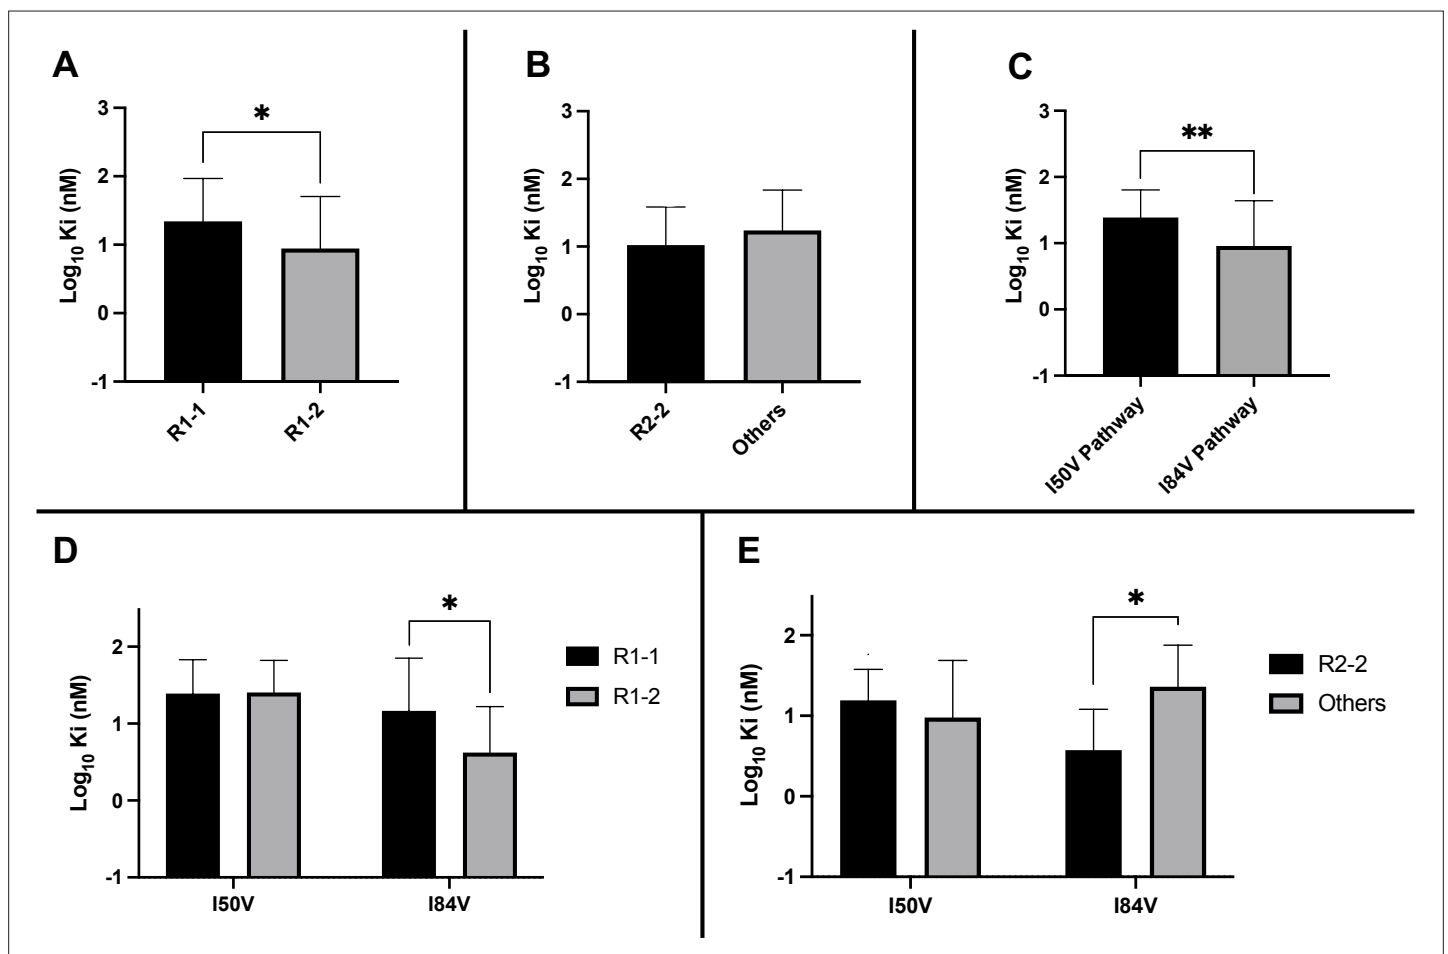 A
*
3
2
1
0
-1
Log10 Ki (nM)
R1-1
R1-2
B
3
2
1
0
-1
Log10 Ki (nM)
R2-2
Others
C
**
3
2
1
0
-1
Log10 Ki (nM)
I50V Pathway
I84V Pathway
D
*
2
1
0
-1
Log10 Ki (nM)
I50V
I84V
R1-1
R1-2
E
*
2
1
0
-1
Log10 Ki (nM)
I50V
I84V
R2-2
Others